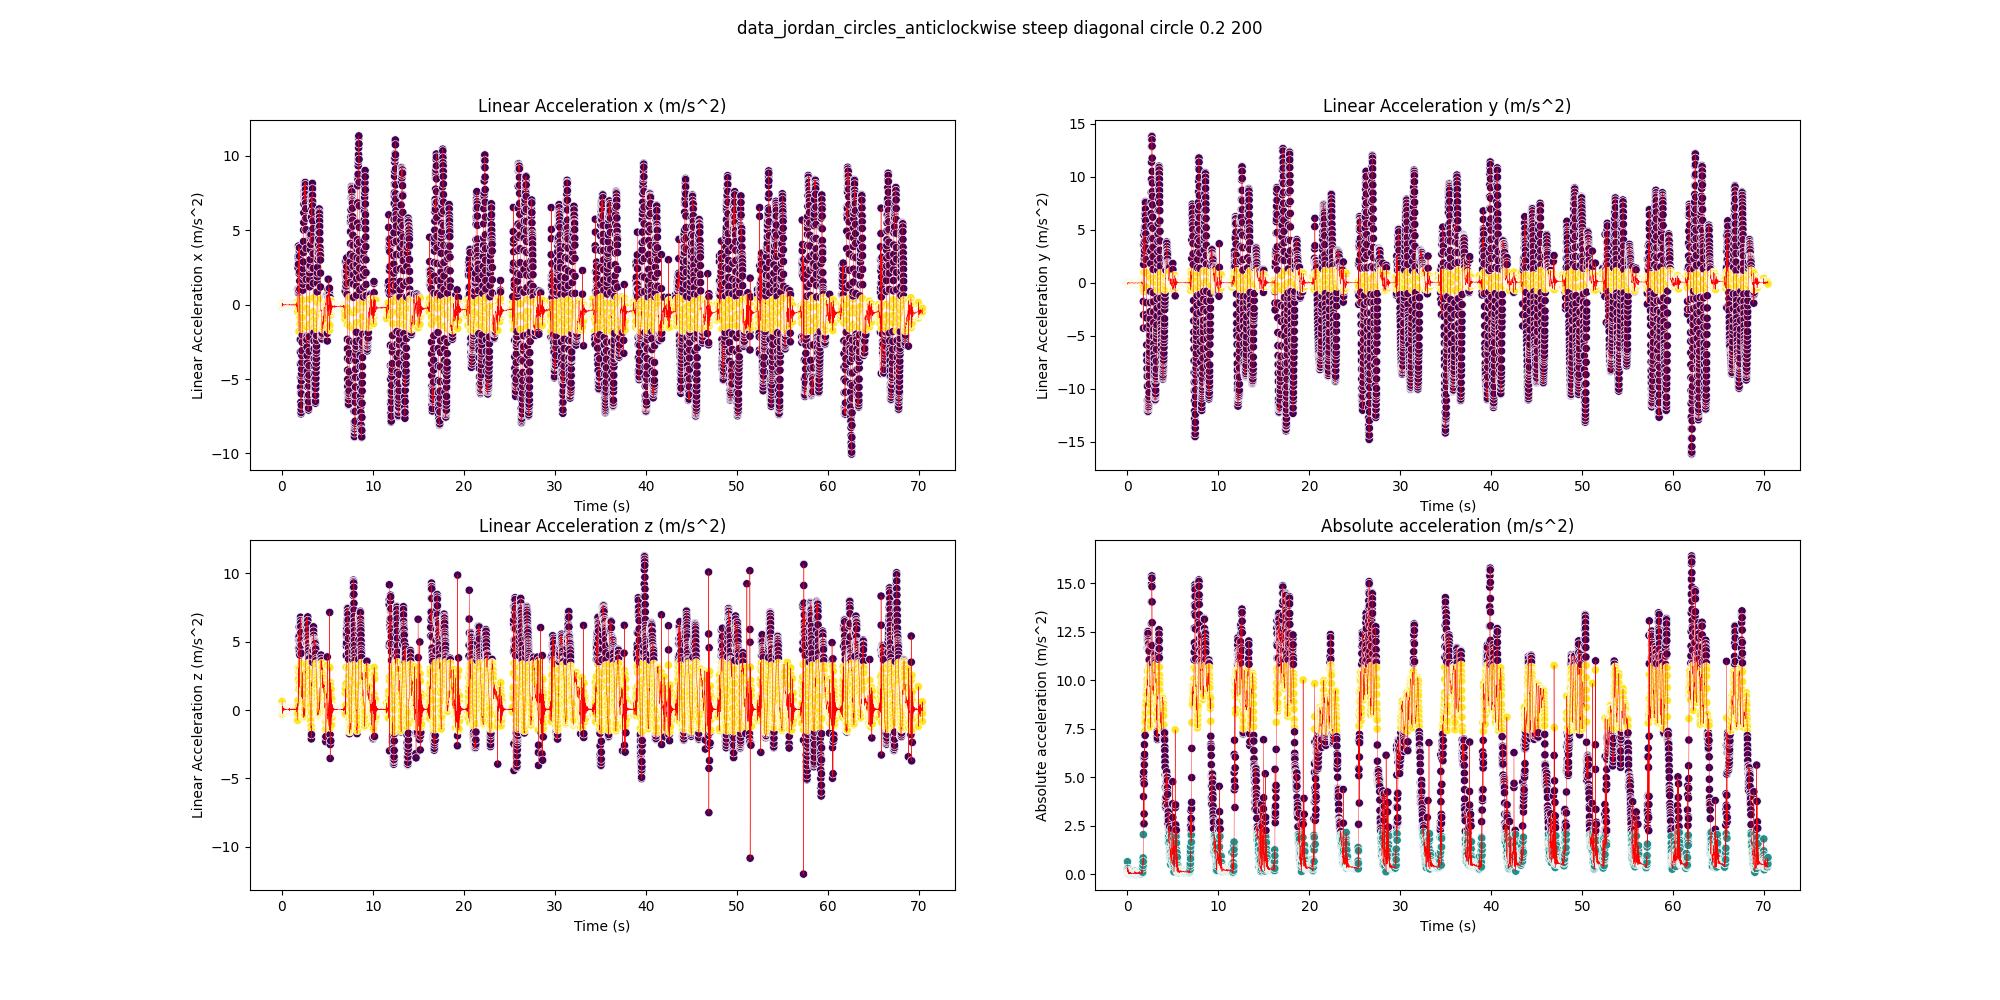 data_jordan_circles_anticlockwise steep diagonal circle 0.2 200
Linear Acceleration x (m/s^2)
Linear Acceleration x (m/s^2)
10
5
0
−5
−10
0 10 20 30 40 50 60 70
Time (s)
Linear Acceleration y (m/s^2)
Linear Acceleration y (m/s^2)
15
10
5
0
−5
−10
−15
0 10 20 30 40 50 60 70
Time (s)
Linear Acceleration z (m/s^2)
Linear Acceleration z (m/s^2)
10
5
0
−5
−10
0 10 20 30 40 50 60 70
Time (s)
Absolute acceleration (m/s^2)
Absolute acceleration (m/s^2)
15.0
12.5
10.0
7.5
5.0
2.5
0.0
0 10 20 30 40 50 60 70
Time (s)